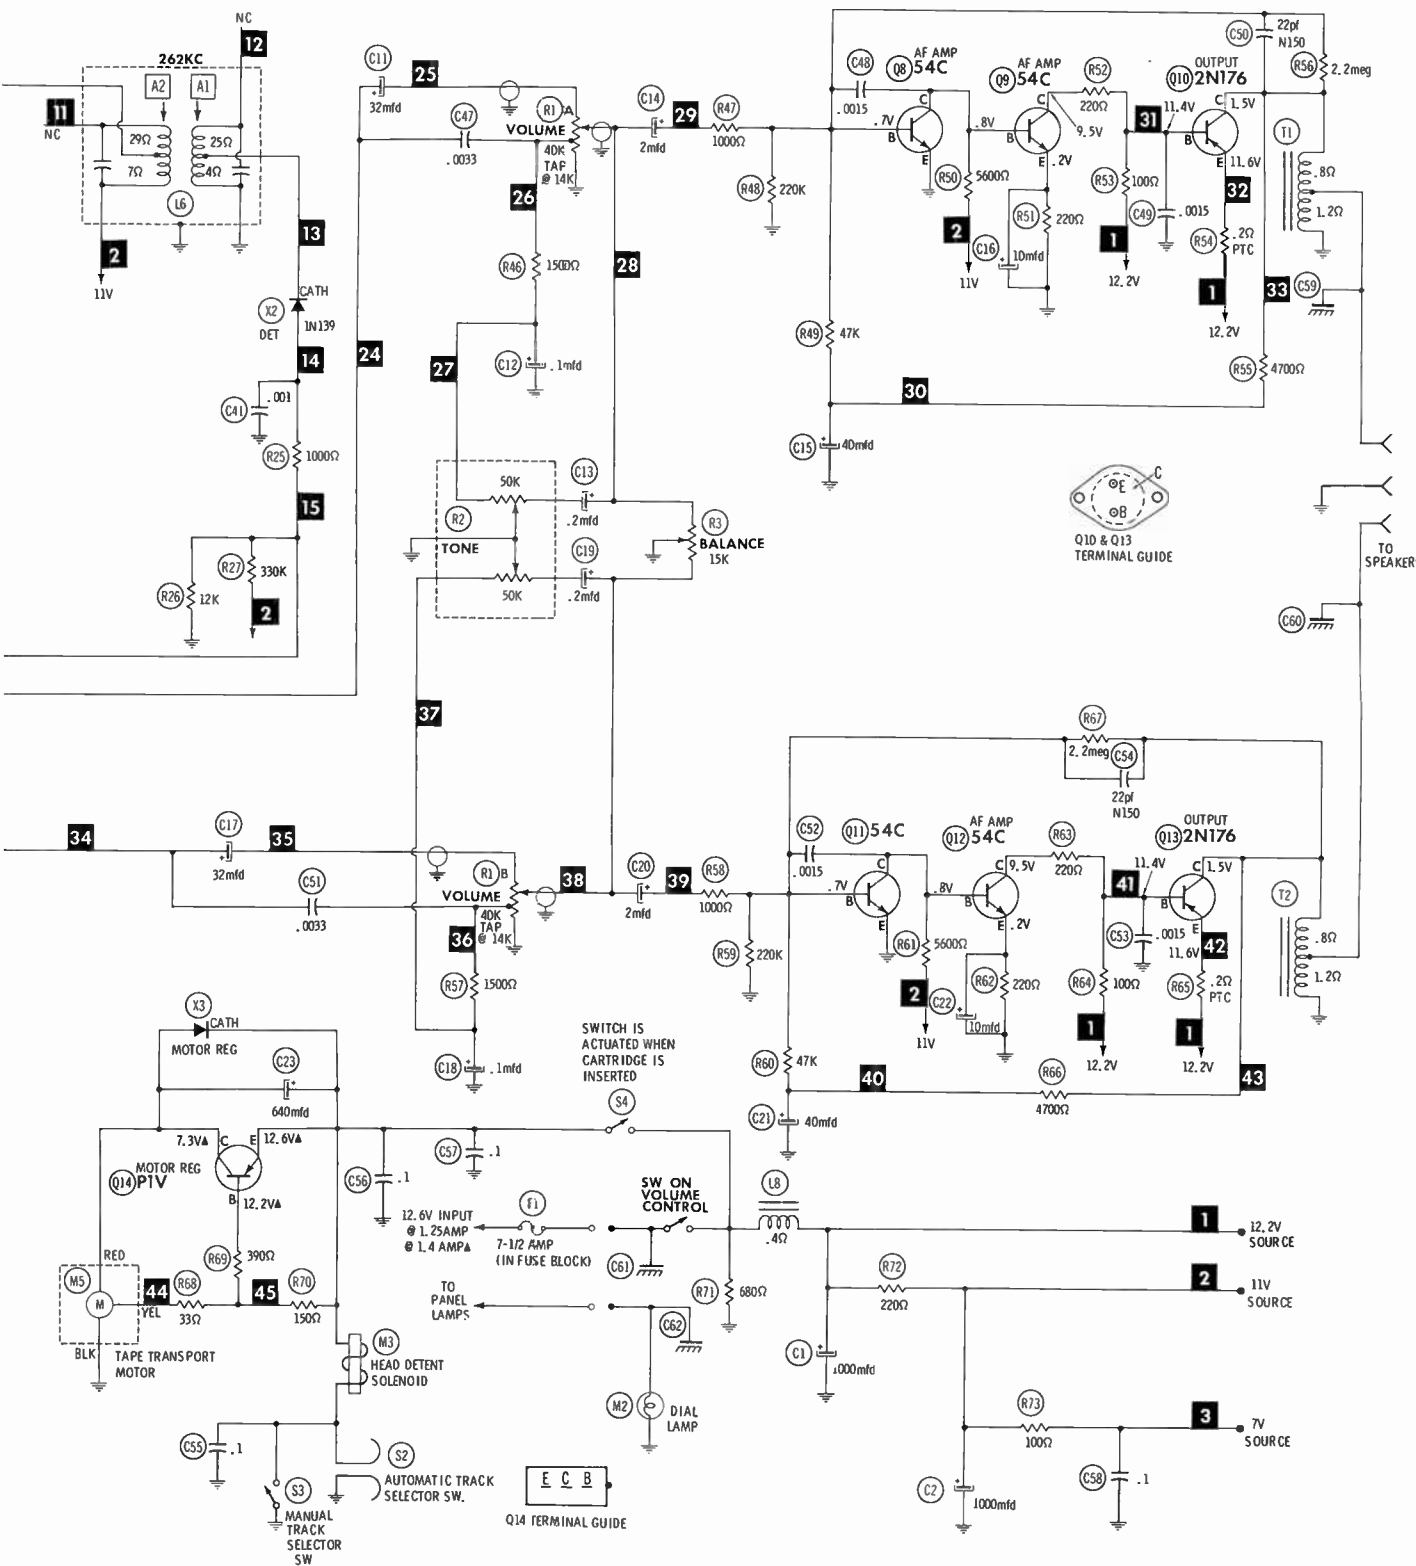 NC
12
262KC
A2
A1
11
NC
29Ω
25Ω
7Ω
4Ω
L6
2
11V
13
CATH
X2
DET
1N139
14
.001
C41
R25
1000Ω
15
R27
330K
R26
12K
2
C11
25
32mfd
C47
.0033
R1
A
VOLUME
40K
TAP
@ 14K
26
R46
1500Ω
24
27
C12
.1mfd
28
C14
29
R47
2mfd
1000Ω
R48
220K
50K
C13
.2mfd
R2
TONE
R3
BALANCE
15K
C19
.2mfd
50K
C48
.0015
AF AMP
Q8
54C
C
.7V
B
E
AF AMP
Q9
54C
C
.8V
B
E
9.5V
.2V
R50
5600Ω
2
11V
R51
220Ω
C16
10mfd
R52
220Ω
R53
100Ω
1
12.2V
31
11.4V
C49
.0015
OUTPUT
Q10
2N176
C
1.5V
B
E
11.6V
32
R54
.2Ω
PTC
1
12.2V
C50
22pf
N150
R56
2.2meg
T1
.8Ω
1.2Ω
33
C59
R55
4700Ω
R49
47K
30
C15
40mfd
C
E
B
Q10 & Q13
TERMINAL GUIDE
TO
SPEAKER
C60
37
34
C17
35
32mfd
C51
.0033
R1
B
VOLUME
40K
TAP
@ 14K
36
R57
1500Ω
C18
.1mfd
38
C20
39
R58
2mfd
1000Ω
R59
220K
R67
2.2meg
C54
22pf
N150
C52
.0015
Q11
54C
C
.7V
B
E
AF AMP
Q12
54C
C
9.5V
.8V
B
E
.2V
R61
5600Ω
2
11V
C22
10mfd
R62
220Ω
R63
220Ω
41
11.4V
C53
.0015
R64
100Ω
1
12.2V
OUTPUT
Q13
2N176
C
1.5V
B
E
11.6V
42
R65
.2Ω
PTC
1
12.2V
T2
.8Ω
1.2Ω
R60
47K
40
R66
4700Ω
43
C21
40mfd
X3
CATH
MOTOR REG
C23
640mfd
7.3V▲
C
E
12.6V▲
MOTOR REG
Q14
P1V
B
12.2V▲
R69
390Ω
RED
M5
M
44
YEL
R68
33Ω
45
R70
150Ω
BLK
TAPE TRANSPORT
MOTOR
M3
HEAD DETENT
SOLENOID
C55
.1
S3
MANUAL
TRACK
SELECTOR
SW
S2
AUTOMATIC TRACK
SELECTOR SW.
SWITCH IS
ACTUATED WHEN
CARTRIDGE IS
INSERTED
S4
C56
.1
C57
.1
12.6V INPUT
@ 1.25AMP
@ 1.4 AMP▲
F1
7-1/2 AMP
(IN FUSE BLOCK)
SW ON
VOLUME
CONTROL
C61
TO
PANEL
LAMPS
C62
M2
DIAL
LAMP
E C B
Q14 TERMINAL GUIDE
R71
680Ω
L8
.4Ω
1
12.2V
SOURCE
R72
220Ω
2
11V
SOURCE
C1
1000mfd
R73
100Ω
3
7V
SOURCE
C2
1000mfd
C58
.1